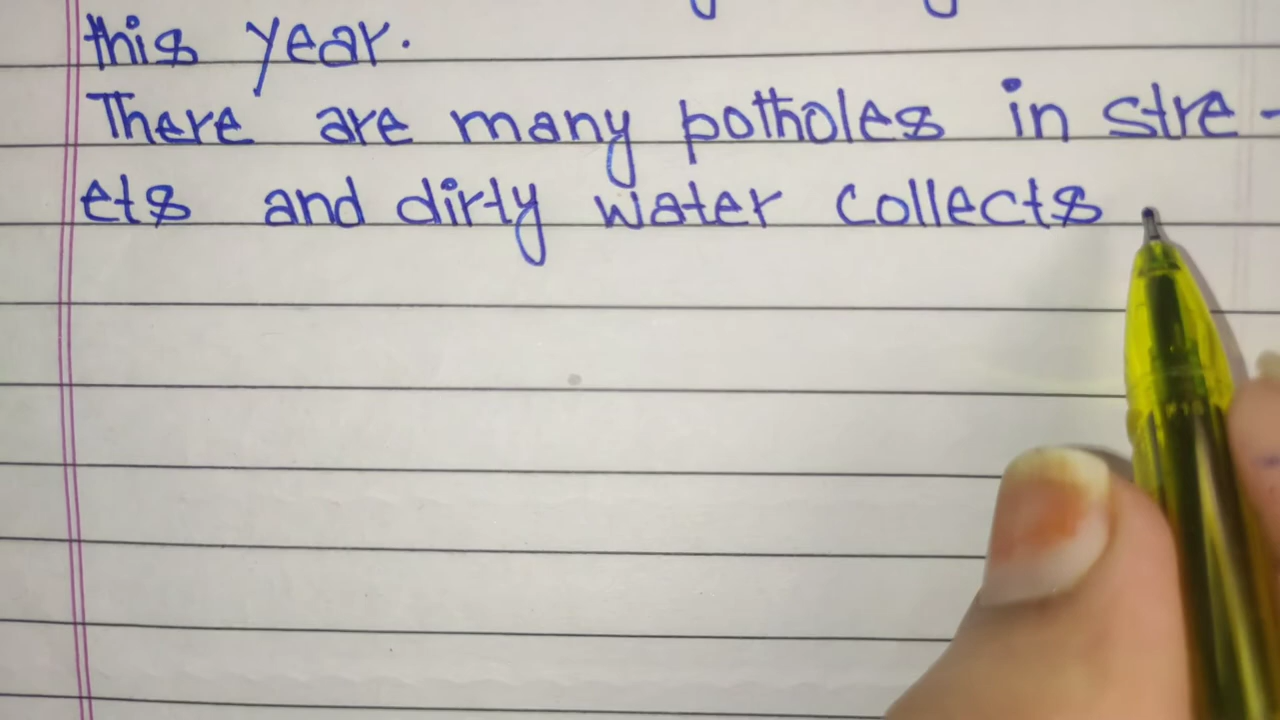 this year.
There are many potholes in stre-
ets and dirty water collects